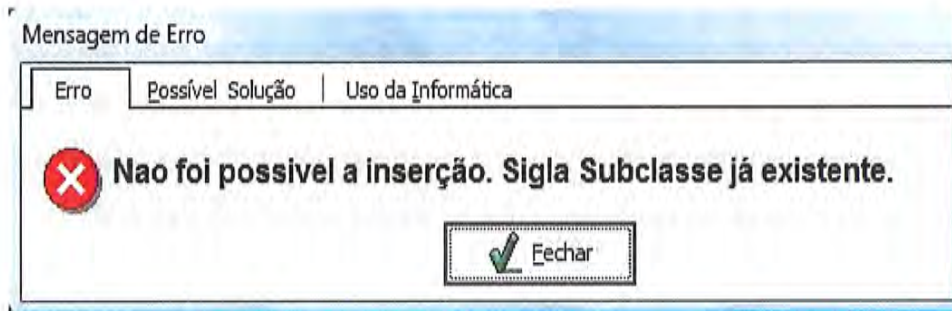 Mensagem de Erro
Erro Possível Solução Uso da Informática
Nao foi possivel a inserção. Sigla Subclasse já existente.
Fechar